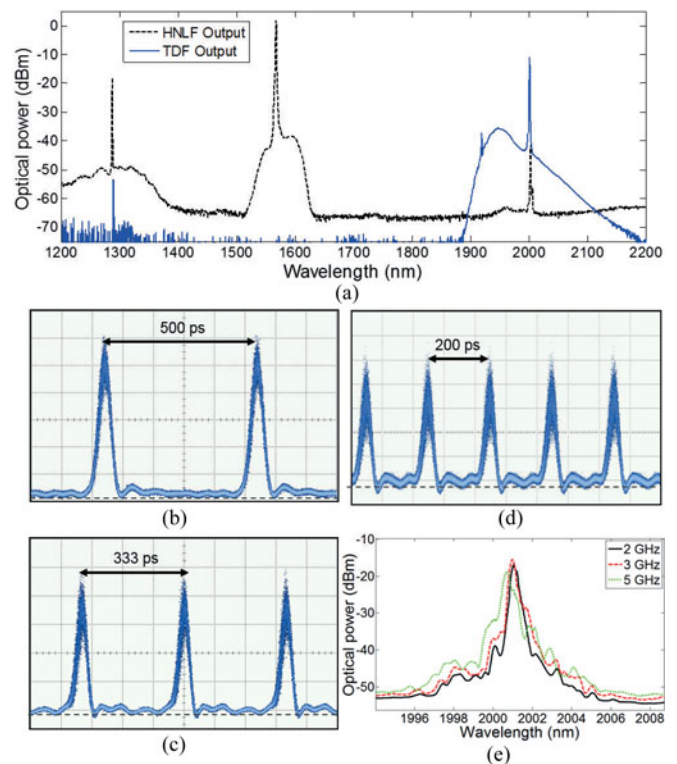 0
-10
-20
-30
-40
-50
-60
-70
Optical power (dBm)
HNLF Output
TDF Output
1200 1300 1400 1500 1600 1700 1800 1900 2000 2100 2200
Wavelength (nm)
(a)
500 ps
(b)
200 ps
(d)
333 ps
(c)
-10
-20
-30
-40
-50
Optical power (dBm)
2 GHz
3 GHz
5 GHz
1996 1998 2000 2002 2004 2006 2008
Wavelength (nm)
(e)